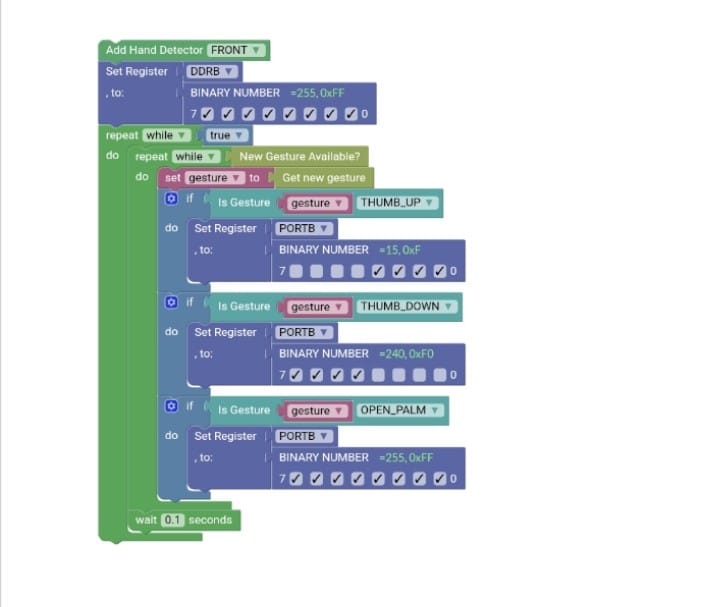 Add Hand Detector FRONT
Set Register DDRB
, to: BINARY NUMBER =255, 0xFF
7 0
repeat while true
do repeat while New Gesture Available?
do set gesture to Get new gesture
if Is Gesture gesture THUMB_UP
do Set Register PORTB
, to: BINARY NUMBER =15, 0xF
7 0
if Is Gesture gesture THUMB_DOWN
do Set Register PORTB
, to: BINARY NUMBER =240, 0xF0
7 0
if Is Gesture gesture OPEN_PALM
do Set Register PORTB
, to: BINARY NUMBER =255, 0xFF
7 0
wait 0.1 seconds